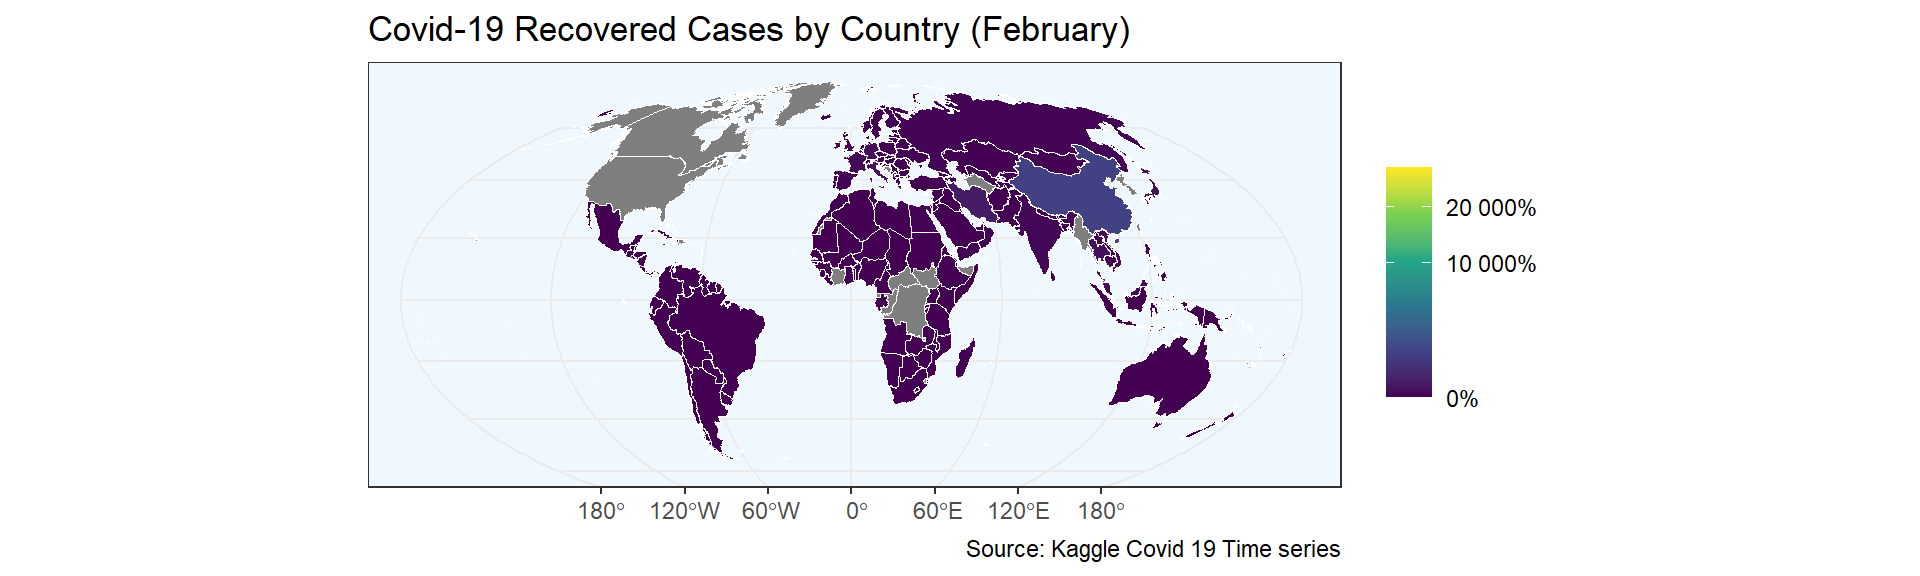 Covid-19 Recovered Cases by Country (February)
20 000%
10 000%
0%
180° 120°W 60°W 0° 60°E 120°E 180°
Source: Kaggle Covid 19 Time series